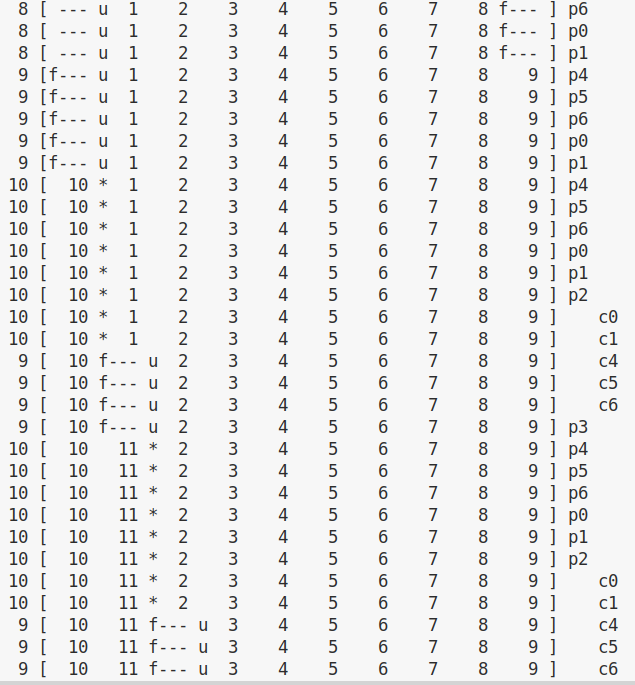 8 [ --- u  1    2    3    4    5    6    7    8 f--- ] p6
 8 [ --- u  1    2    3    4    5    6    7    8 f--- ] p0
 8 [ --- u  1    2    3    4    5    6    7    8 f--- ] p1
 9 [f--- u  1    2    3    4    5    6    7    8    9 ] p4
 9 [f--- u  1    2    3    4    5    6    7    8    9 ] p5
 9 [f--- u  1    2    3    4    5    6    7    8    9 ] p6
 9 [f--- u  1    2    3    4    5    6    7    8    9 ] p0
 9 [f--- u  1    2    3    4    5    6    7    8    9 ] p1
10 [  10 *  1    2    3    4    5    6    7    8    9 ] p4
10 [  10 *  1    2    3    4    5    6    7    8    9 ] p5
10 [  10 *  1    2    3    4    5    6    7    8    9 ] p6
10 [  10 *  1    2    3    4    5    6    7    8    9 ] p0
10 [  10 *  1    2    3    4    5    6    7    8    9 ] p1
10 [  10 *  1    2    3    4    5    6    7    8    9 ] p2
10 [  10 *  1    2    3    4    5    6    7    8    9 ]    c0
10 [  10 *  1    2    3    4    5    6    7    8    9 ]    c1
 9 [  10 f--- u  2    3    4    5    6    7    8    9 ]    c4
 9 [  10 f--- u  2    3    4    5    6    7    8    9 ]    c5
 9 [  10 f--- u  2    3    4    5    6    7    8    9 ]    c6
 9 [  10 f--- u  2    3    4    5    6    7    8    9 ] p3
10 [  10   11 *  2    3    4    5    6    7    8    9 ] p4
10 [  10   11 *  2    3    4    5    6    7    8    9 ] p5
10 [  10   11 *  2    3    4    5    6    7    8    9 ] p6
10 [  10   11 *  2    3    4    5    6    7    8    9 ] p0
10 [  10   11 *  2    3    4    5    6    7    8    9 ] p1
10 [  10   11 *  2    3    4    5    6    7    8    9 ] p2
10 [  10   11 *  2    3    4    5    6    7    8    9 ]    c0
10 [  10   11 *  2    3    4    5    6    7    8    9 ]    c1
 9 [  10   11 f--- u  3    4    5    6    7    8    9 ]    c4
 9 [  10   11 f--- u  3    4    5    6    7    8    9 ]    c5
 9 [  10   11 f--- u  3    4    5    6    7    8    9 ]    c6